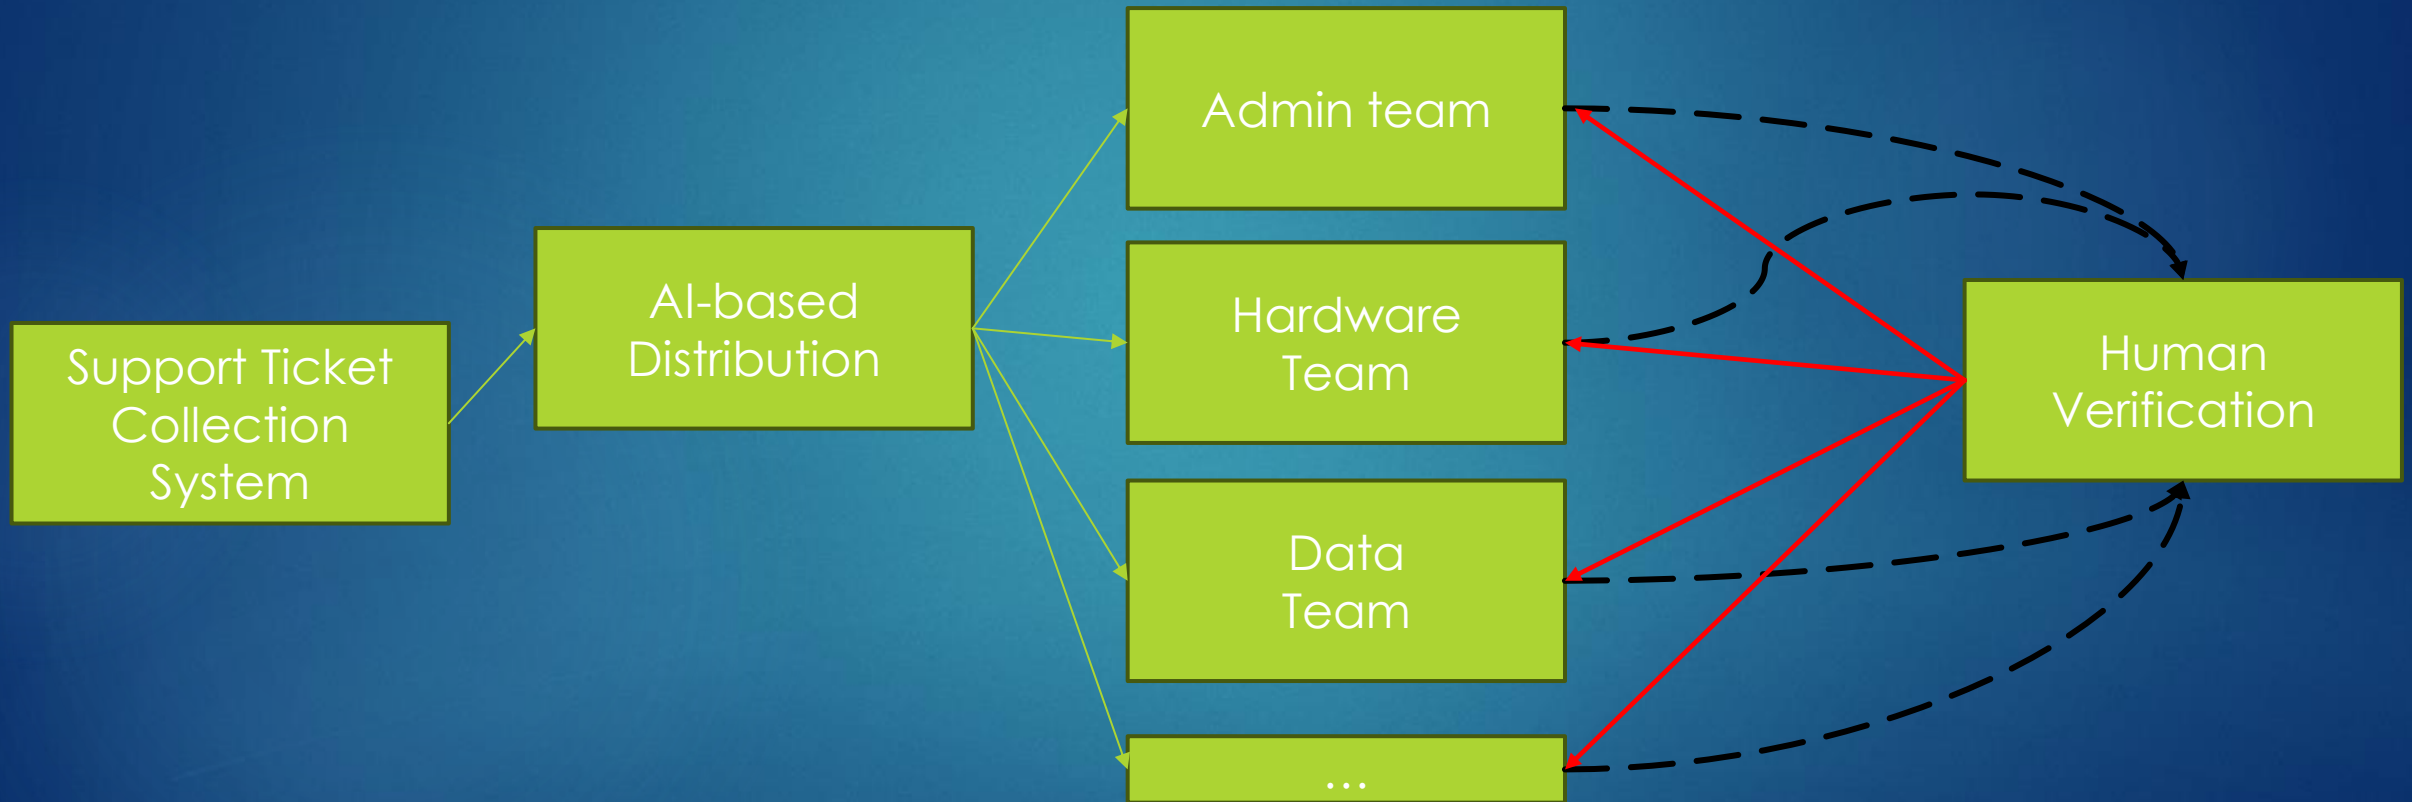 Support Ticket
Collection
System
AI-based
Distribution
Admin team
Hardware
Team
Data
Team
...
Human
Verification